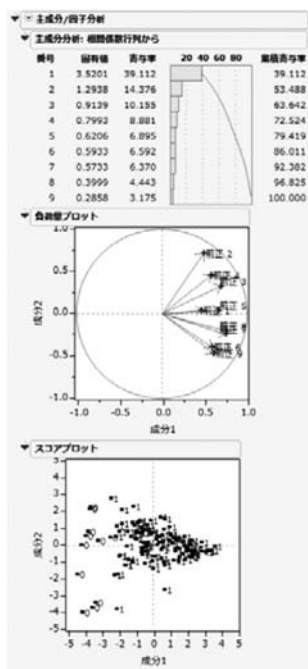 主成分/因子分析
主成分分析: 相関係数行列から
番号 固有値 寄与率 20 40 60 80 累積寄与率
1 3.5201 39.112 39.112
2 1.2938 14.376 53.488
3 0.9139 10.155 63.642
4 0.7993 8.881 72.524
5 0.6206 6.895 79.419
6 0.5933 6.592 86.011
7 0.5733 6.370 92.382
8 0.3999 4.443 96.825
9 0.2858 3.175 100.000
負荷量プロット
1.0
0.5
0.0
-0.5
-1.0
成分2
-1.0 -0.5 0.0 0.5 1.0
成分1
スコアプロット
5
4
3
2
1
0
-1
-2
-3
-4
-5
成分2
-5 -4 -3 -2 -1 0 1 2 3 4 5
成分1